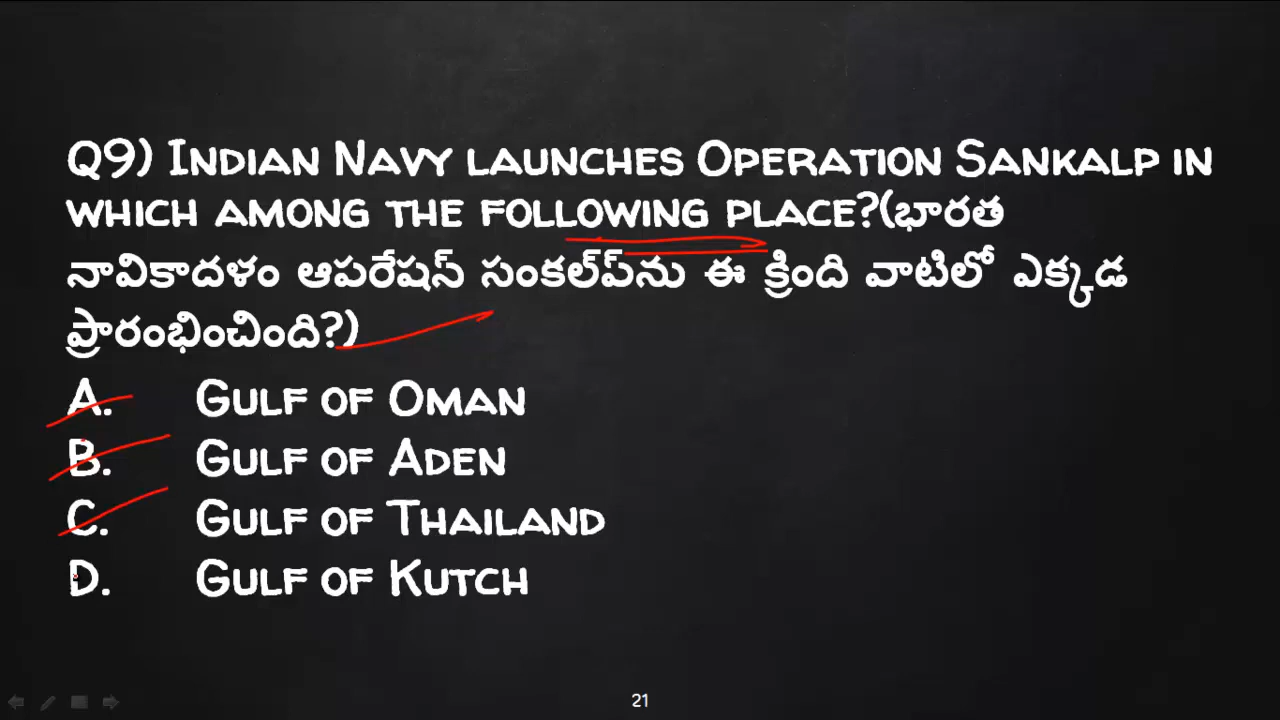 Q9) Indian Navy launches Operation Sankalp in
which among the following place?(భారత
నావికాదళం ఆపరేషన్ సంకల్ప్‌ను ఈ క్రింది వాటిలో ఎక్కడ
ప్రారంభించింది?)
A. Gulf of Oman
B. Gulf of Aden
C. Gulf of Thailand
D. Gulf of Kutch
21